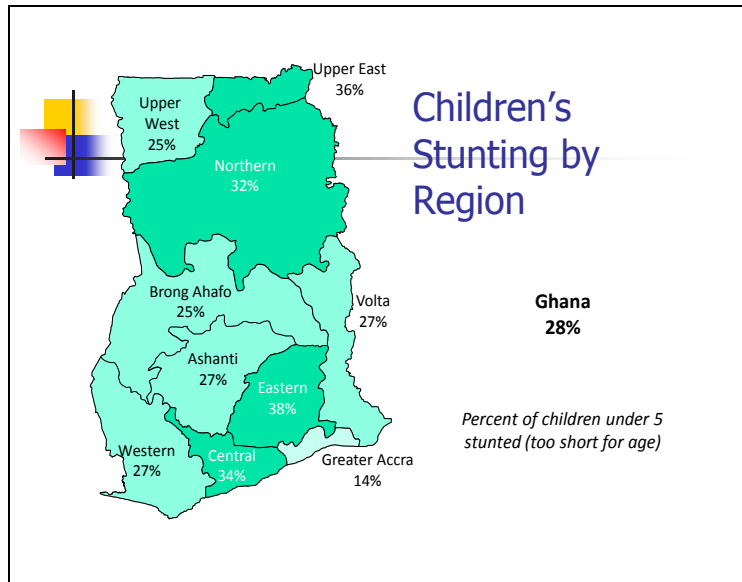 Children's
Stunting by
Region
Upper East
36%
Upper
West
25%
Northern
32%
Brong Ahafo
25%
Volta
27%
Ashanti
27%
Eastern
38%
Western
27%
Central
34%
Greater Accra
14%
Ghana
28%
Percent of children under 5
stunted (too short for age)